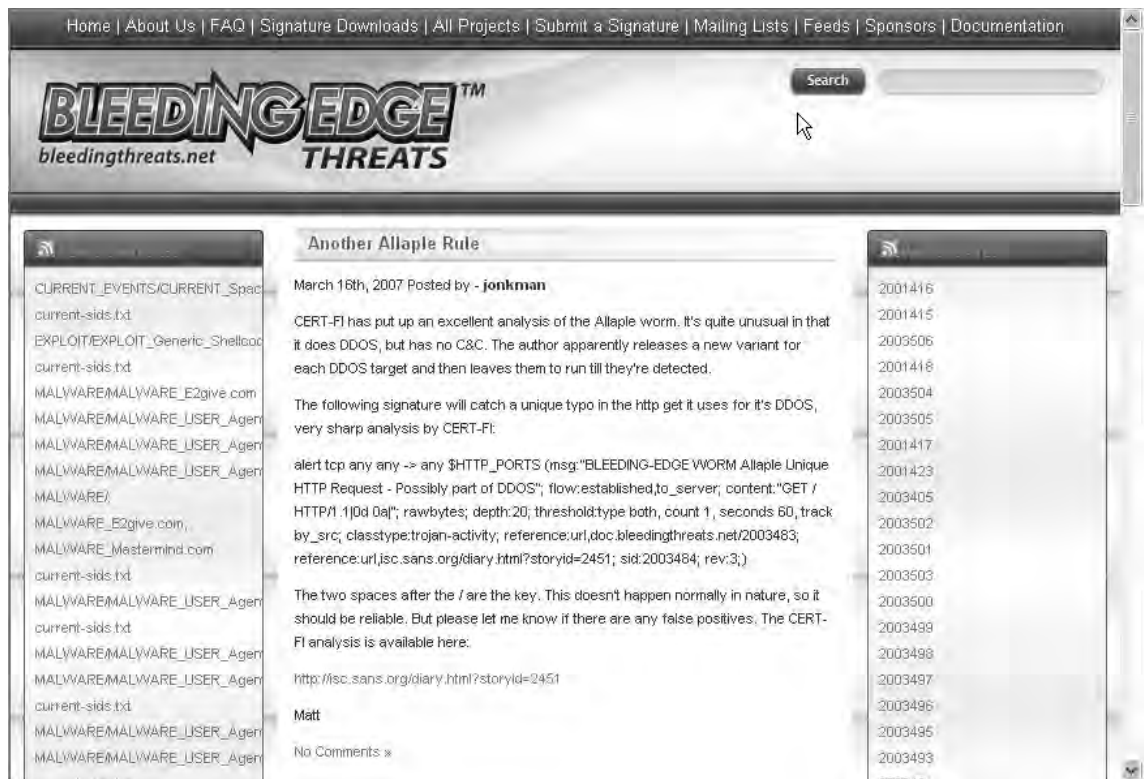 Home | About Us | FAQ | Signature Downloads | All Projects | Submit a Signature | Mailing Lists | Feeds | Sponsors | Documentation
Search
BLEEDING EDGE TM
bleedingthreats.net THREATS
CURRENT_EVENTS/CURRENT_Spac
current-sids.txt
EXPLOIT/EXPLOIT_Generic_Shellcod
current-sids.txt
MALWARE/MALWARE_E2give.com
MALWARE/MALWARE_USER_Agen
MALWARE/MALWARE_USER_Agen
MALWARE/MALWARE_USER_Agen
MALWARE/,
MALWARE_E2give.com,
MALWARE_Mastermind.com
current-sids.txt
MALWARE/MALWARE_USER_Agen
current-sids.txt
MALWARE/MALWARE_USER_Agen
MALWARE/MALWARE_USER_Agen
current-sids.txt
MALWARE/MALWARE_USER_Agen
MALWARE/MALWARE_USER_Agen
Another Allaple Rule
March 16th, 2007 Posted by - jonkman
CERT-FI has put up an excellent analysis of the Allaple worm. It's quite unusual in that
it does DDOS, but has no C&C. The author apparently releases a new variant for
each DDOS target and then leaves them to run till they're detected.
The following signature will catch a unique typo in the http get it uses for it's DDOS,
very sharp analysis by CERT-FI:
alert tcp any any -> any $HTTP_PORTS (msg:"BLEEDING-EDGE WORM Allaple Unique
HTTP Request - Possibly part of DDOS"; flow:established,to_server; content:"GET /
HTTP/1.1|0d 0a|"; rawbytes; depth:20; threshold:type both, count 1, seconds 60, track
by_src; classtype:trojan-activity; reference:url,doc.bleedingthreats.net/2003483;
reference:url,isc.sans.org/diary.html?storyid=2451; sid:2003484; rev:3;)
The two spaces after the / are the key. This doesn't happen normally in nature, so it
should be reliable. But please let me know if there are any false positives. The CERT-
FI analysis is available here:
http://isc.sans.org/diary.html?storyid=2451
Matt
No Comments »
2001416
2001415
2003506
2001418
2003504
2003505
2001417
2001423
2003405
2003502
2003501
2003503
2003500
2003499
2003498
2003497
2003496
2003495
2003493